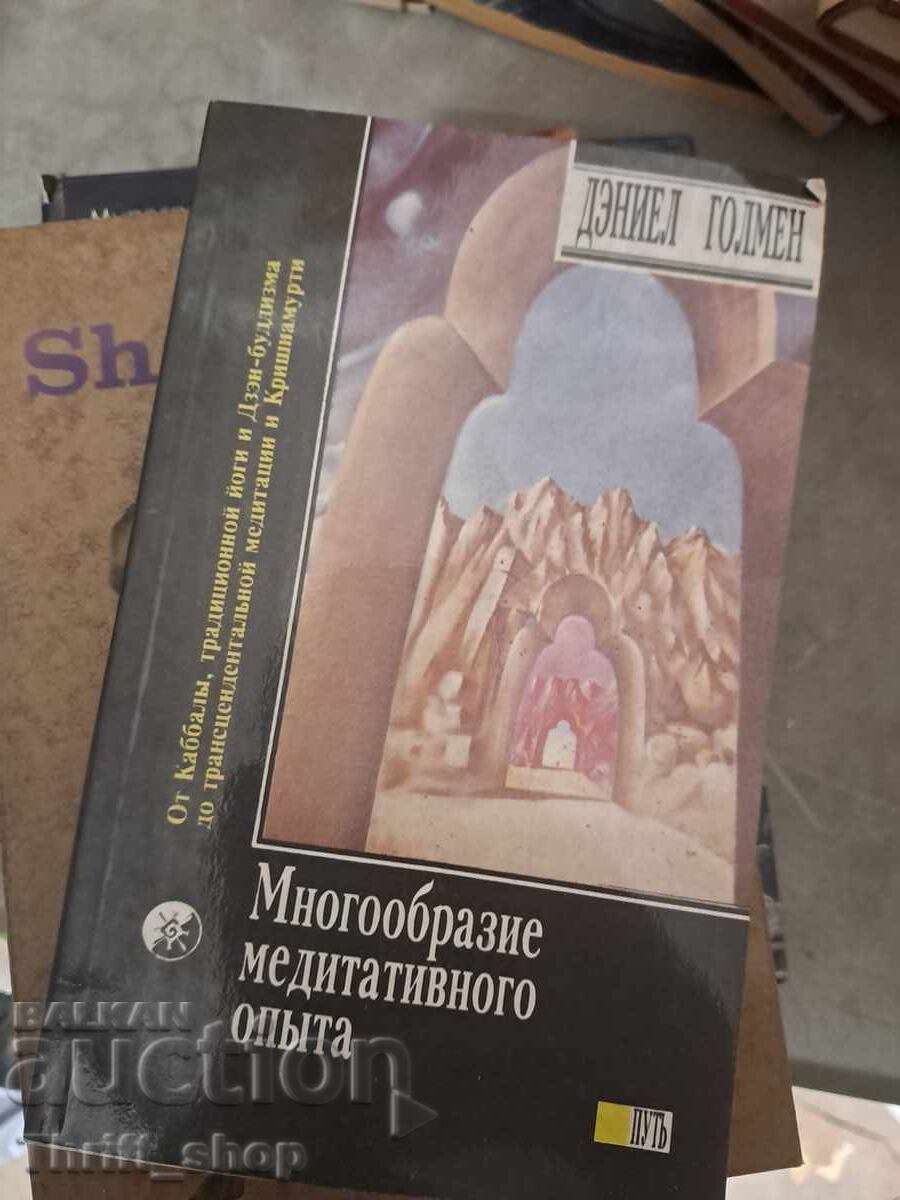 ДЭНИЕЛ ГОЛМЕН
От Каббалы, традиционной йоги и Дзэн-буддизма
до трансцендентальной медитации и Кришнамурти
Многообразие
медитативного
опыта
ПУТЬ
Sh
BALKAN
auction
Thrift_shop